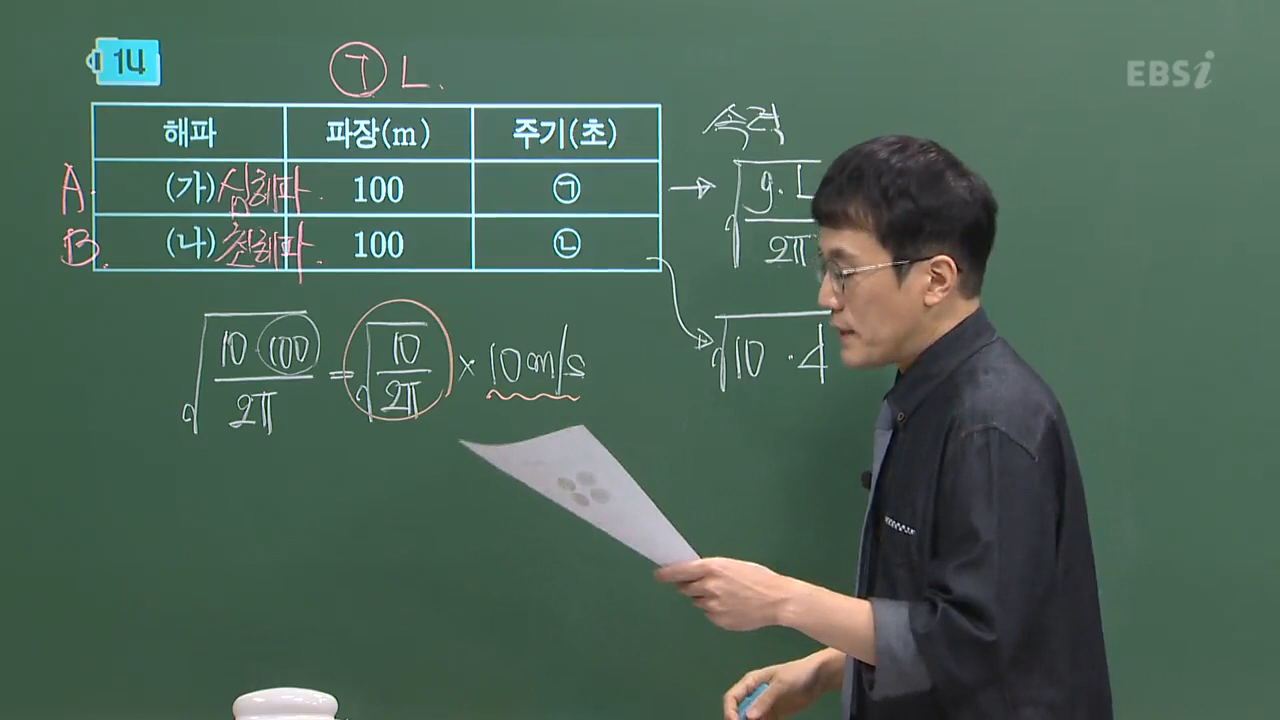 14
㉠ ㄴ.
EBSi
해파 파장(m) 주기(초)
속력
A. (가) 심해파. 100 ㉠
→ √(g·L/2π)
B. (나) 천해파. 100 ㉡
√(10·100/2π) = √(10/2π) × 10m/s
√10·4